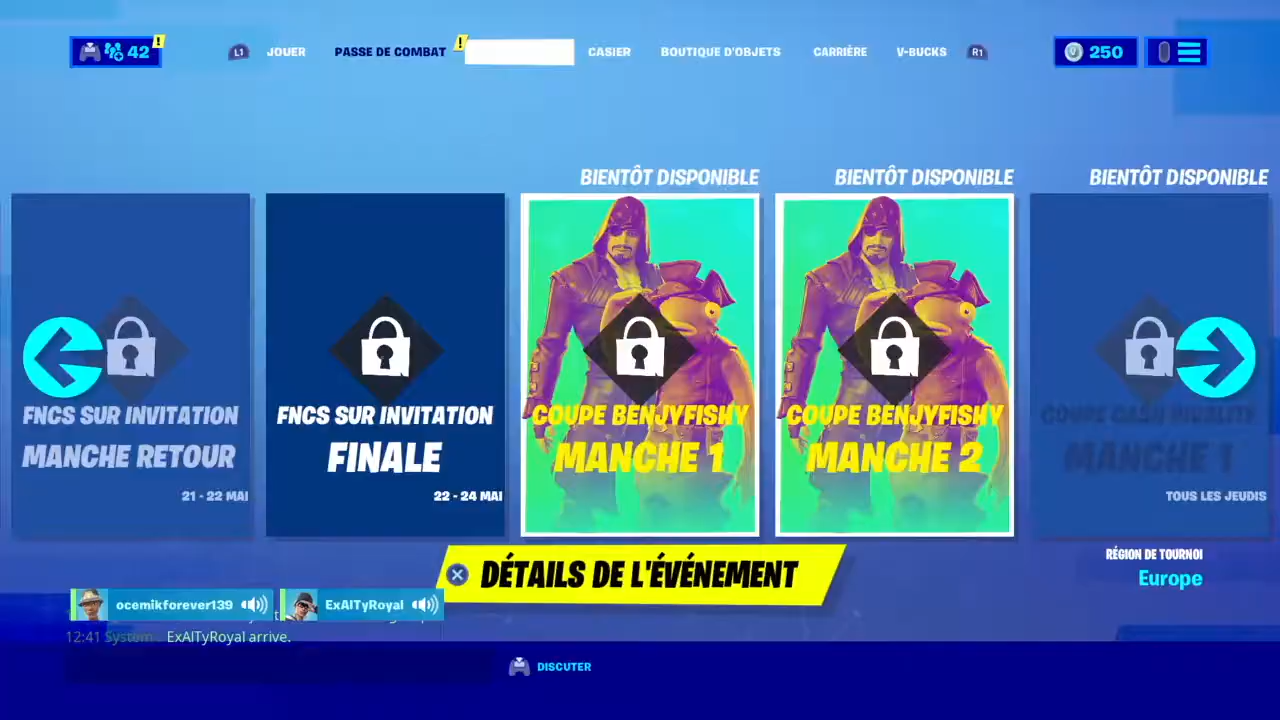 42
!
L1
JOUER
PASSE DE COMBAT
!
CASIER
BOUTIQUE D'OBJETS
CARRIÈRE
V-BUCKS
R1
250
BIENTÔT DISPONIBLE
BIENTÔT DISPONIBLE
BIENTÔT DISPONIBLE
FNCS SUR INVITATION
MANCHE RETOUR
21 - 22 MAI
FNCS SUR INVITATION
FINALE
22 - 24 MAI
COUPE BENJYFISHY
MANCHE 1
COUPE BENJYFISHY
MANCHE 2
COUPE CASH RIVALITÉ
MANCHE 1
TOUS LES JEUDIS
DÉTAILS DE L'ÉVÉNEMENT
RÉGION DE TOURNOI
Europe
ocemikforever139
ExAlTyRoyal
12:41 System : ExAlTyRoyal arrive.
DISCUTER